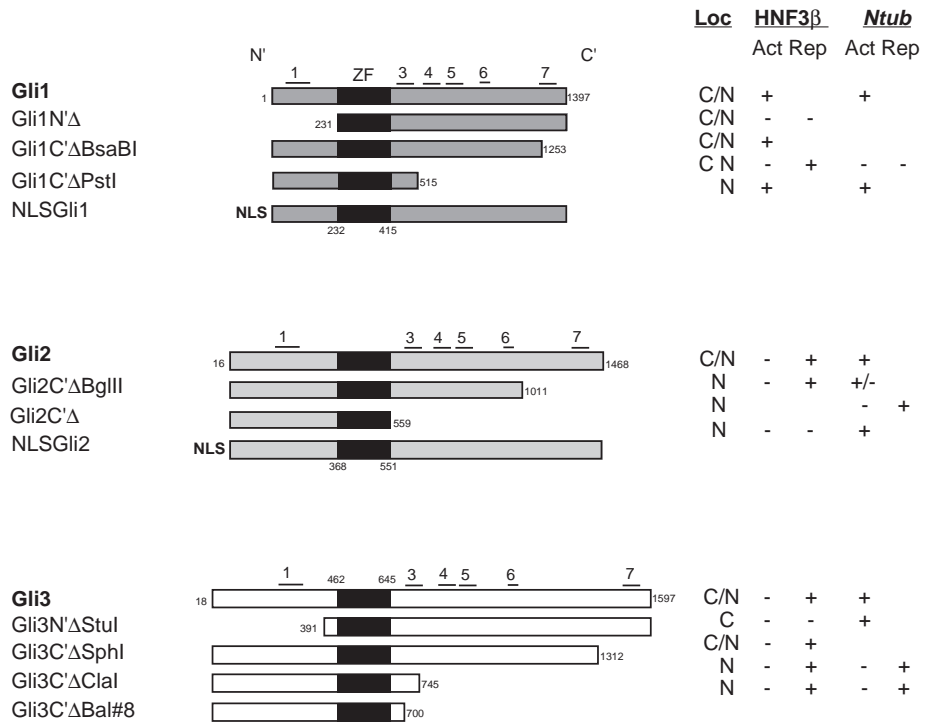 Loc HNF3β Ntub
Act Rep Act Rep
N' C'
1 ZF 3 4 5 6 7
Gli1 1 1397 C/N + +
Gli1N'Δ 231 C/N - -
Gli1C'ΔBsaBI 1253 C/N +
Gli1C'ΔPstI 515 C N - + - -
NLSGli1 NLS N + +
232 415
1 3 4 5 6 7
Gli2 16 1468 C/N - + +
Gli2C'ΔBglII 1011 N - + +/-
Gli2C'Δ 559 N - +
NLSGli2 NLS N - - +
368 551
1 462 645 3 4 5 6 7
Gli3 18 1597 C/N - + +
Gli3N'ΔStuI 391 C - - +
Gli3C'ΔSphI 1312 C/N - +
Gli3C'ΔClaI 745 N - + - +
Gli3C'ΔBal#8 700 N - + - +